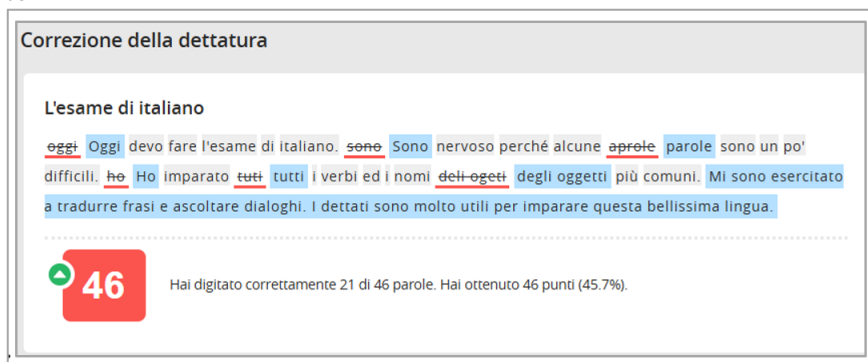 Correzione della dettatura
L'esame di italiano
oggi Oggi devo fare l'esame di italiano. sono Sono nervoso perché alcune aprole parole sono un po'
difficili. ho Ho imparato tuti tutti i verbi ed i nomi deli ogeti degli oggetti più comuni. Mi sono esercitato
a tradurre frasi e ascoltare dialoghi. I dettati sono molto utili per imparare questa bellissima lingua.
46
Hai digitato correttamente 21 di 46 parole. Hai ottenuto 46 punti (45.7%).